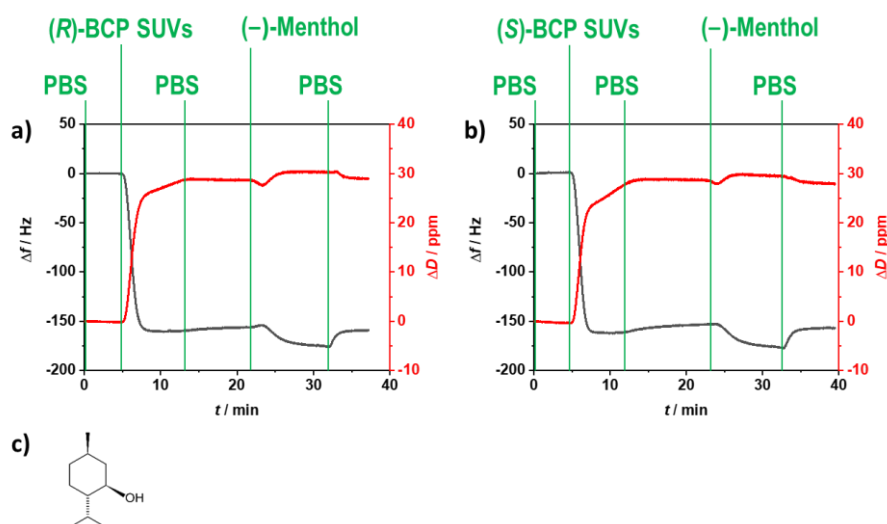 (R)-BCP SUVs
(−)-Menthol
PBS
PBS
PBS
a)
50
0
-50
-100
-150
-200
Δf / Hz
40
30
20
10
0
-10
ΔD / ppm
0
10
20
30
40
t / min
(S)-BCP SUVs
(−)-Menthol
PBS
PBS
PBS
b)
50
0
-50
-100
-150
-200
Δf / Hz
40
30
20
10
0
-10
ΔD / ppm
0
10
20
30
40
t / min
c)
OH